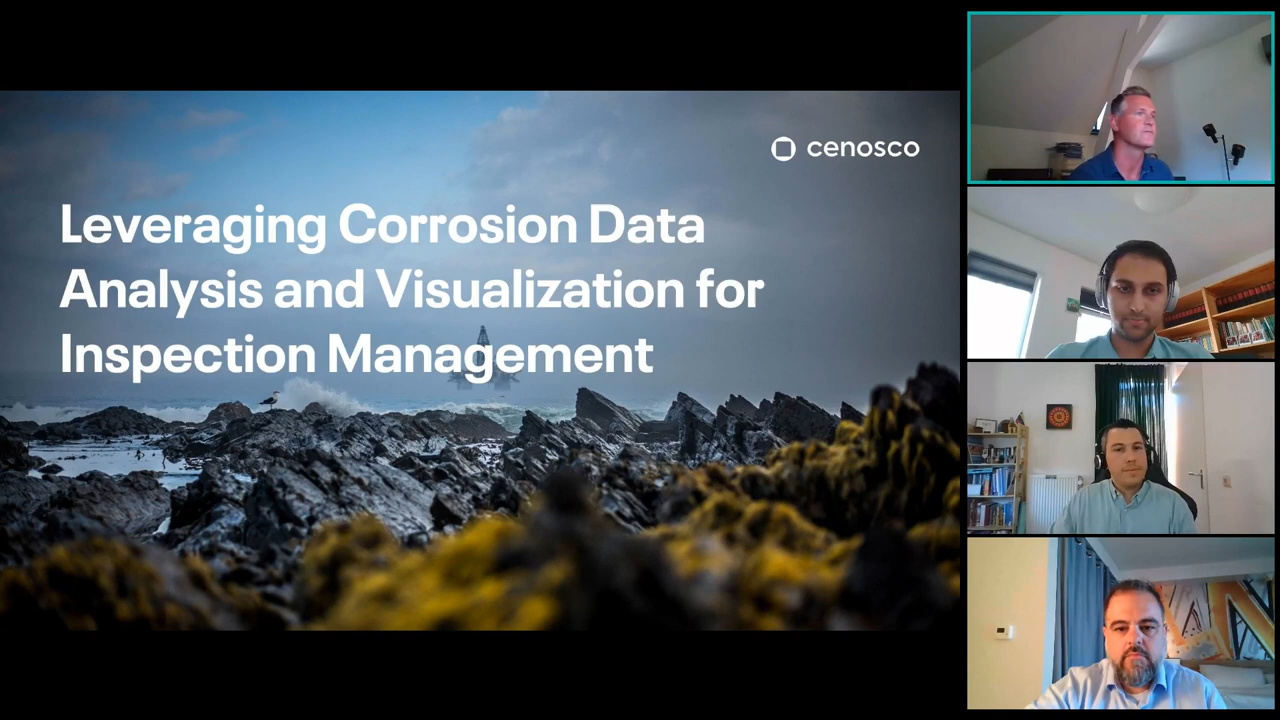 cenosco
Leveraging Corrosion Data
Analysis and Visualization for
Inspection Management